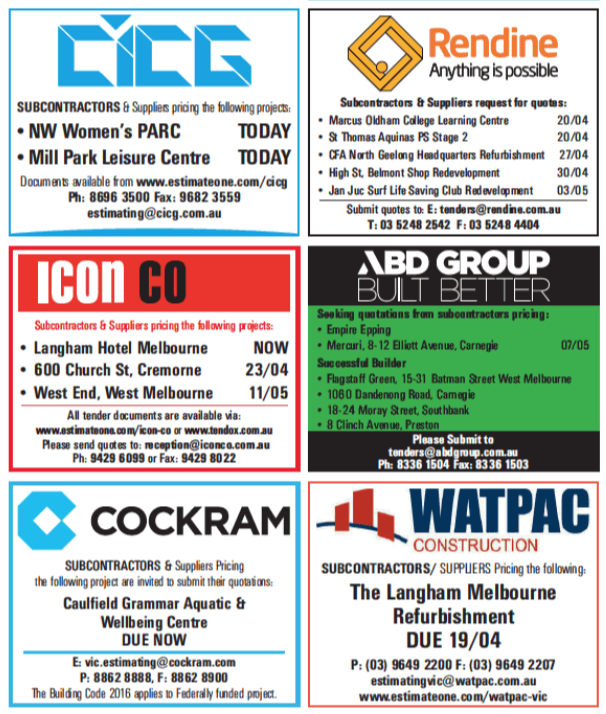 CICG
SUBCONTRACTORS & Suppliers pricing the following projects:
• NW Women's PARC TODAY
• Mill Park Leisure Centre TODAY
Documents available from www.estimateone.com/cicg
Ph: 8696 3500 Fax: 9682 3559
estimating@cicg.com.au
Rendine
Anything is possible
Subcontractors & Suppliers request for quotes:
• Marcus Oldham College Learning Centre 20/04
• St Thomas Aquinas PS Stage 2 20/04
• CFA North Geelong Headquarters Refurbishment 27/04
• High St, Belmont Shop Redevelopment 30/04
• Jan Juc Surf Life Saving Club Redevelopment 03/05
Submit quotes to: E: tenders@rendine.com.au
T: 03 5248 2542 F: 03 5248 4404
ICON CO
Subcontractors & Suppliers pricing the following projects:
• Langham Hotel Melbourne NOW
• 600 Church St, Cremorne 23/04
• West End, West Melbourne 11/05
All tender documents are available via:
www.estimateone.com/icon-co or www.tendox.com.au
Please send quotes to: reception@iconco.com.au
Ph: 9429 6099 or Fax: 9429 8022
ABD GROUP
BUILT BETTER
Seeking quotations from subcontractors pricing:
• Empire Epping
• Mercuri, 8-12 Elliott Avenue, Carnegie 07/05
Successful Builder
• Flagstaff Green, 15-31 Batman Street West Melbourne
• 1060 Dandenong Road, Carnegie
• 18-24 Moray Street, Southbank
• 8 Clinch Avenue, Preston
Please Submit to
tenders@abdgroup.com.au
Ph: 8336 1504 Fax: 8336 1503
COCKRAM
SUBCONTRACTORS & Suppliers Pricing
the following project are invited to submit their quotations:
Caulfield Grammar Aquatic &
Wellbeing Centre
DUE NOW
E: vic.estimating@cockram.com
P: 8862 8888, F: 8862 8900
The Building Code 2016 applies to Federally funded project.
WATPAC
CONSTRUCTION
SUBCONTRACTORS/ SUPPLIERS Pricing the following:
The Langham Melbourne
Refurbishment
DUE 19/04
P: (03) 9649 2200 F: (03) 9649 2207
estimatingvic@watpac.com.au
www.estimateone.com/watpac-vic